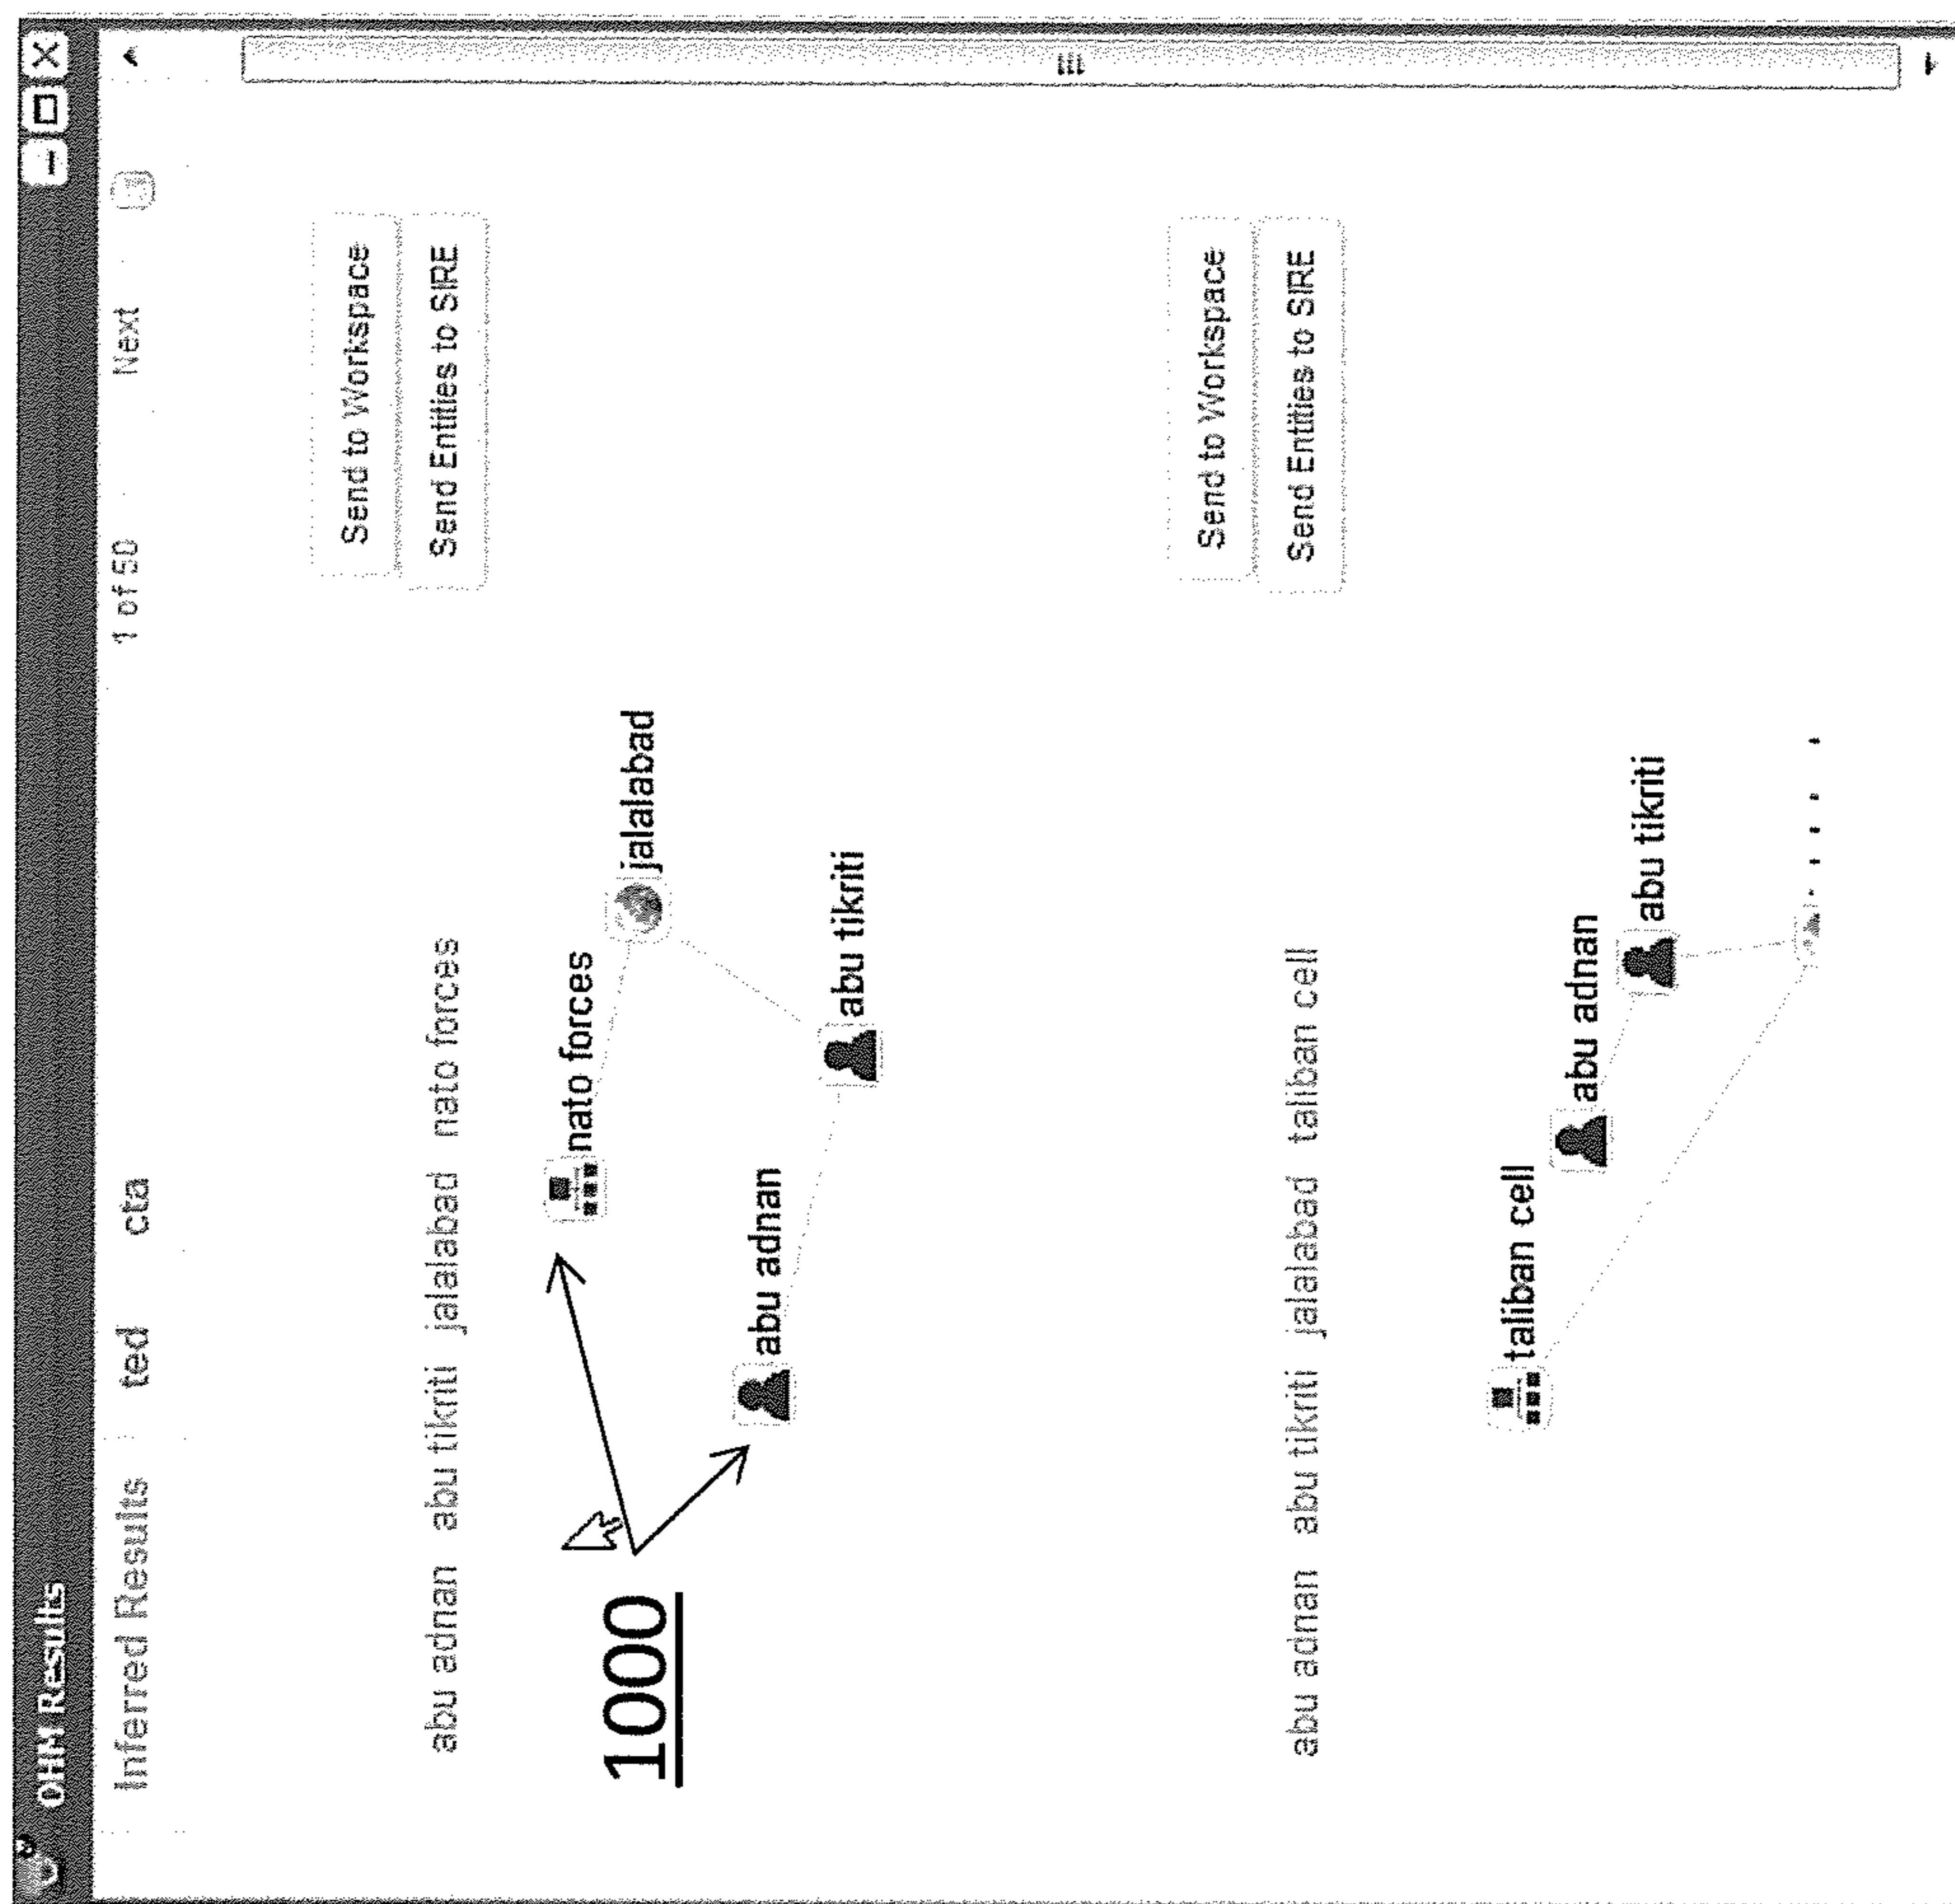 OHM Results
Inferred Results ted cta 1 of 50 Next
abu adnan abu tikriti jalalabad nato forces
Send to Workspace
Send Entities to SIRE
nato forces
jalalabad
1000
abu adnan
abu tikriti
abu adnan abu tikriti jalalabad taliban cell
Send to Workspace
Send Entities to SIRE
taliban cell
abu adnan
abu tikriti